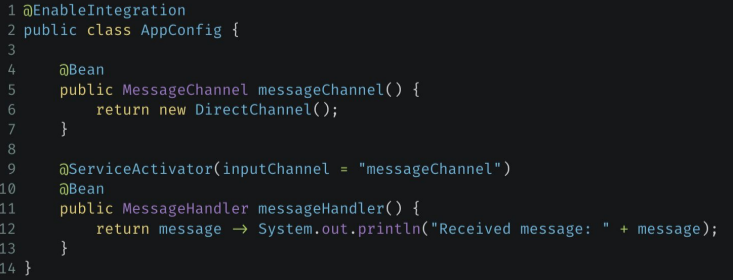 1 @EnableIntegration
2 public class AppConfig {
3
4     @Bean
5     public MessageChannel messageChannel() {
6         return new DirectChannel();
7     }
8
9     @ServiceActivator(inputChannel = "messageChannel")
10     @Bean
11     public MessageHandler messageHandler() {
12         return message → System.out.println("Received message: " + message);
13     }
14 }